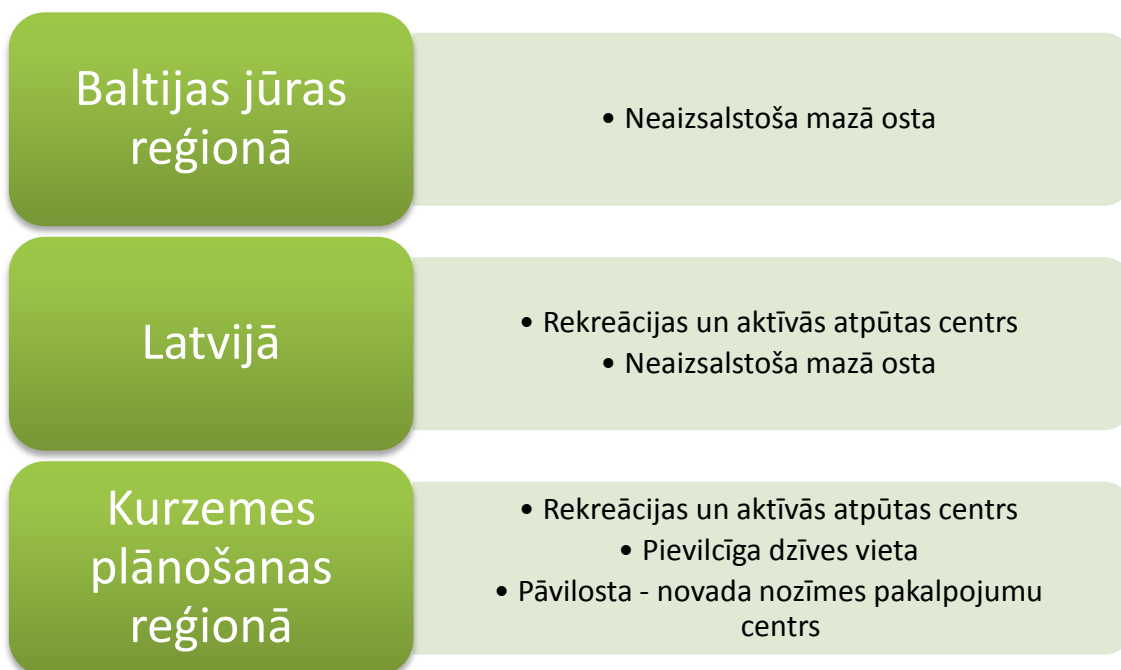 Baltijas jūras
reģionā
• Neaizsalstoša mazā osta
Latvijā
• Rekreācijas un aktīvās atpūtas centrs
• Neaizsalstoša mazā osta
Kurzemes
plānošanas
reģionā
• Rekreācijas un aktīvās atpūtas centrs
• Pievilcīga dzīves vieta
• Pāvilosta - novada nozīmes pakalpojumu
centrs